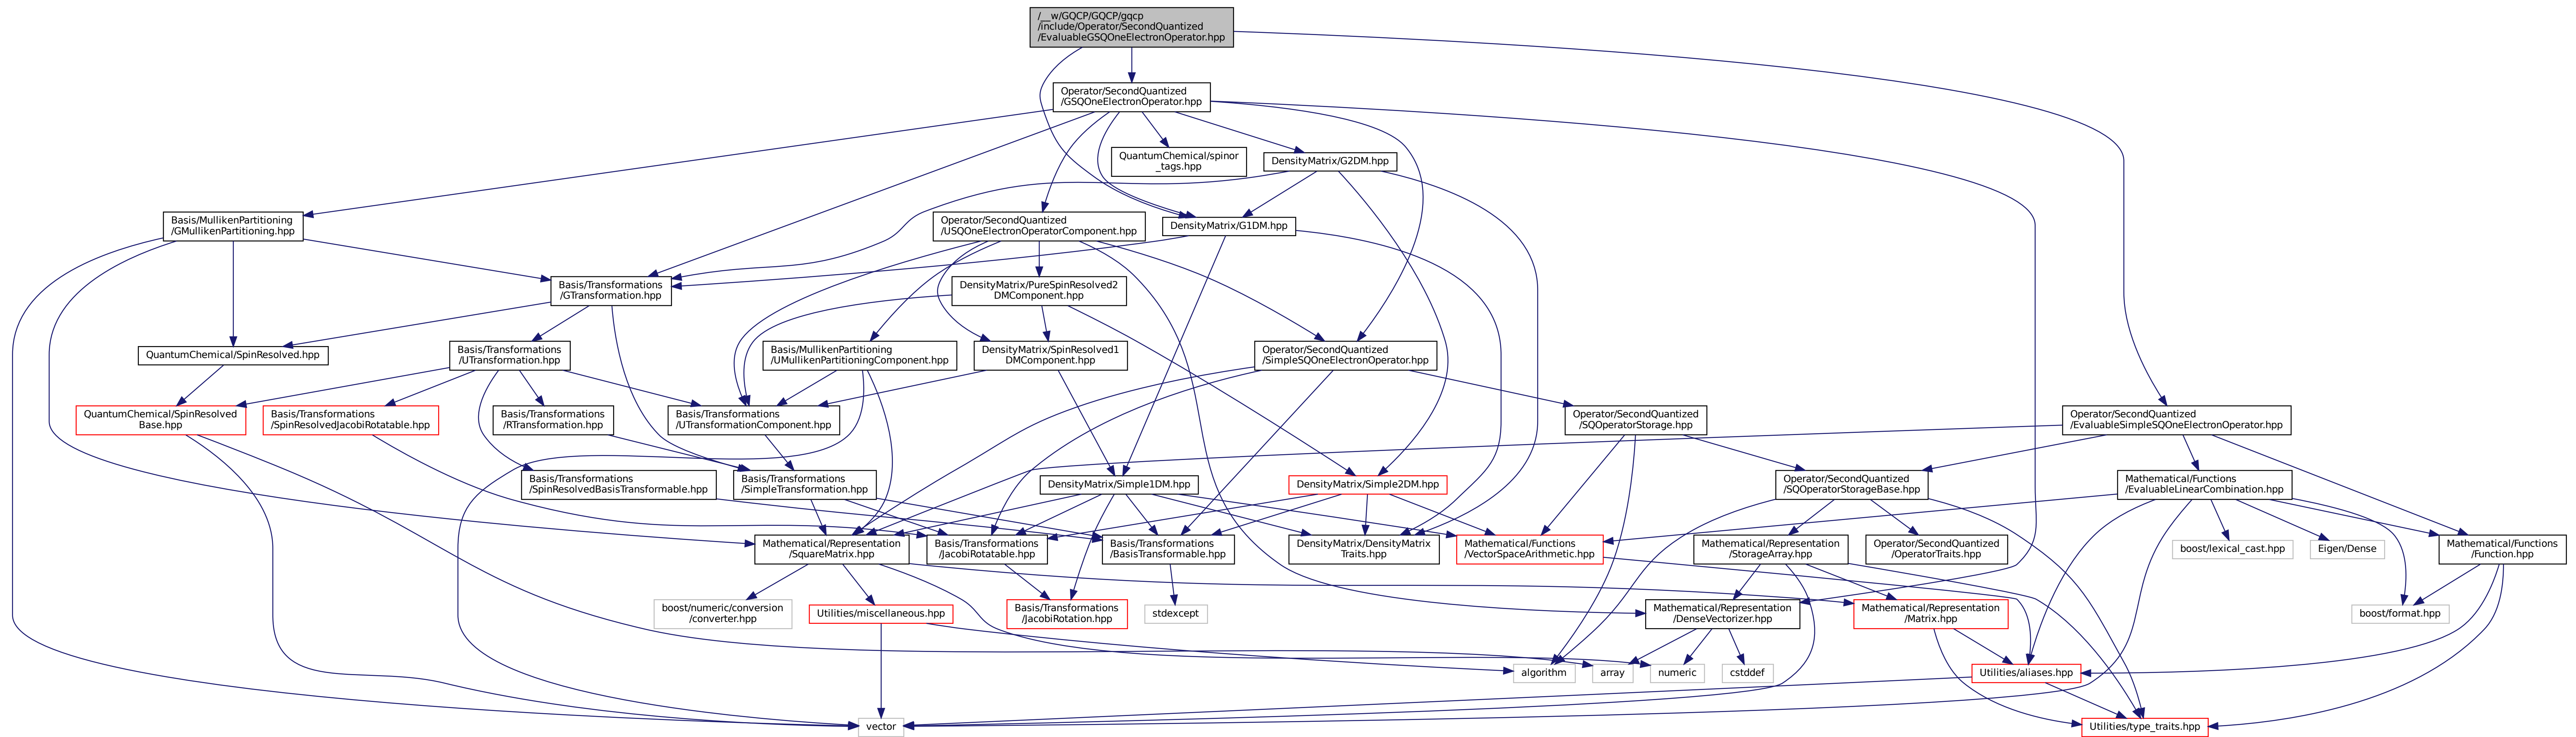 /__w/GQCP/GQCP/gqcp
/include/Operator/SecondQuantized
/EvaluableGSQOneElectronOperator.hpp
Operator/SecondQuantized
/GSQOneElectronOperator.hpp
QuantumChemical/spinor
_tags.hpp
DensityMatrix/G2DM.hpp
Basis/MullikenPartitioning
/GMullikenPartitioning.hpp
Operator/SecondQuantized
/USQOneElectronOperatorComponent.hpp
DensityMatrix/G1DM.hpp
Basis/Transformations
/GTransformation.hpp
DensityMatrix/PureSpinResolved2
DMComponent.hpp
QuantumChemical/SpinResolved.hpp
Basis/Transformations
/UTransformation.hpp
Basis/MullikenPartitioning
/UMullikenPartitioningComponent.hpp
DensityMatrix/SpinResolved1
DMComponent.hpp
Operator/SecondQuantized
/SimpleSQOneElectronOperator.hpp
QuantumChemical/SpinResolved
Base.hpp
Basis/Transformations
/SpinResolvedJacobiRotatable.hpp
Basis/Transformations
/RTransformation.hpp
Basis/Transformations
/UTransformationComponent.hpp
Operator/SecondQuantized
/SQOperatorStorage.hpp
Operator/SecondQuantized
/EvaluableSimpleSQOneElectronOperator.hpp
Basis/Transformations
/SpinResolvedBasisTransformable.hpp
Basis/Transformations
/SimpleTransformation.hpp
DensityMatrix/Simple1DM.hpp
DensityMatrix/Simple2DM.hpp
Operator/SecondQuantized
/SQOperatorStorageBase.hpp
Mathematical/Functions
/EvaluableLinearCombination.hpp
Mathematical/Representation
/SquareMatrix.hpp
Basis/Transformations
/JacobiRotatable.hpp
Basis/Transformations
/BasisTransformable.hpp
DensityMatrix/DensityMatrix
Traits.hpp
Mathematical/Functions
/VectorSpaceArithmetic.hpp
Mathematical/Representation
/StorageArray.hpp
Operator/SecondQuantized
/OperatorTraits.hpp
boost/lexical_cast.hpp
Eigen/Dense
Mathematical/Functions
/Function.hpp
boost/numeric/conversion
/converter.hpp
Utilities/miscellaneous.hpp
Basis/Transformations
/JacobiRotation.hpp
stdexcept
Mathematical/Representation
/DenseVectorizer.hpp
Mathematical/Representation
/Matrix.hpp
boost/format.hpp
algorithm
array
numeric
cstddef
Utilities/aliases.hpp
vector
Utilities/type_traits.hpp